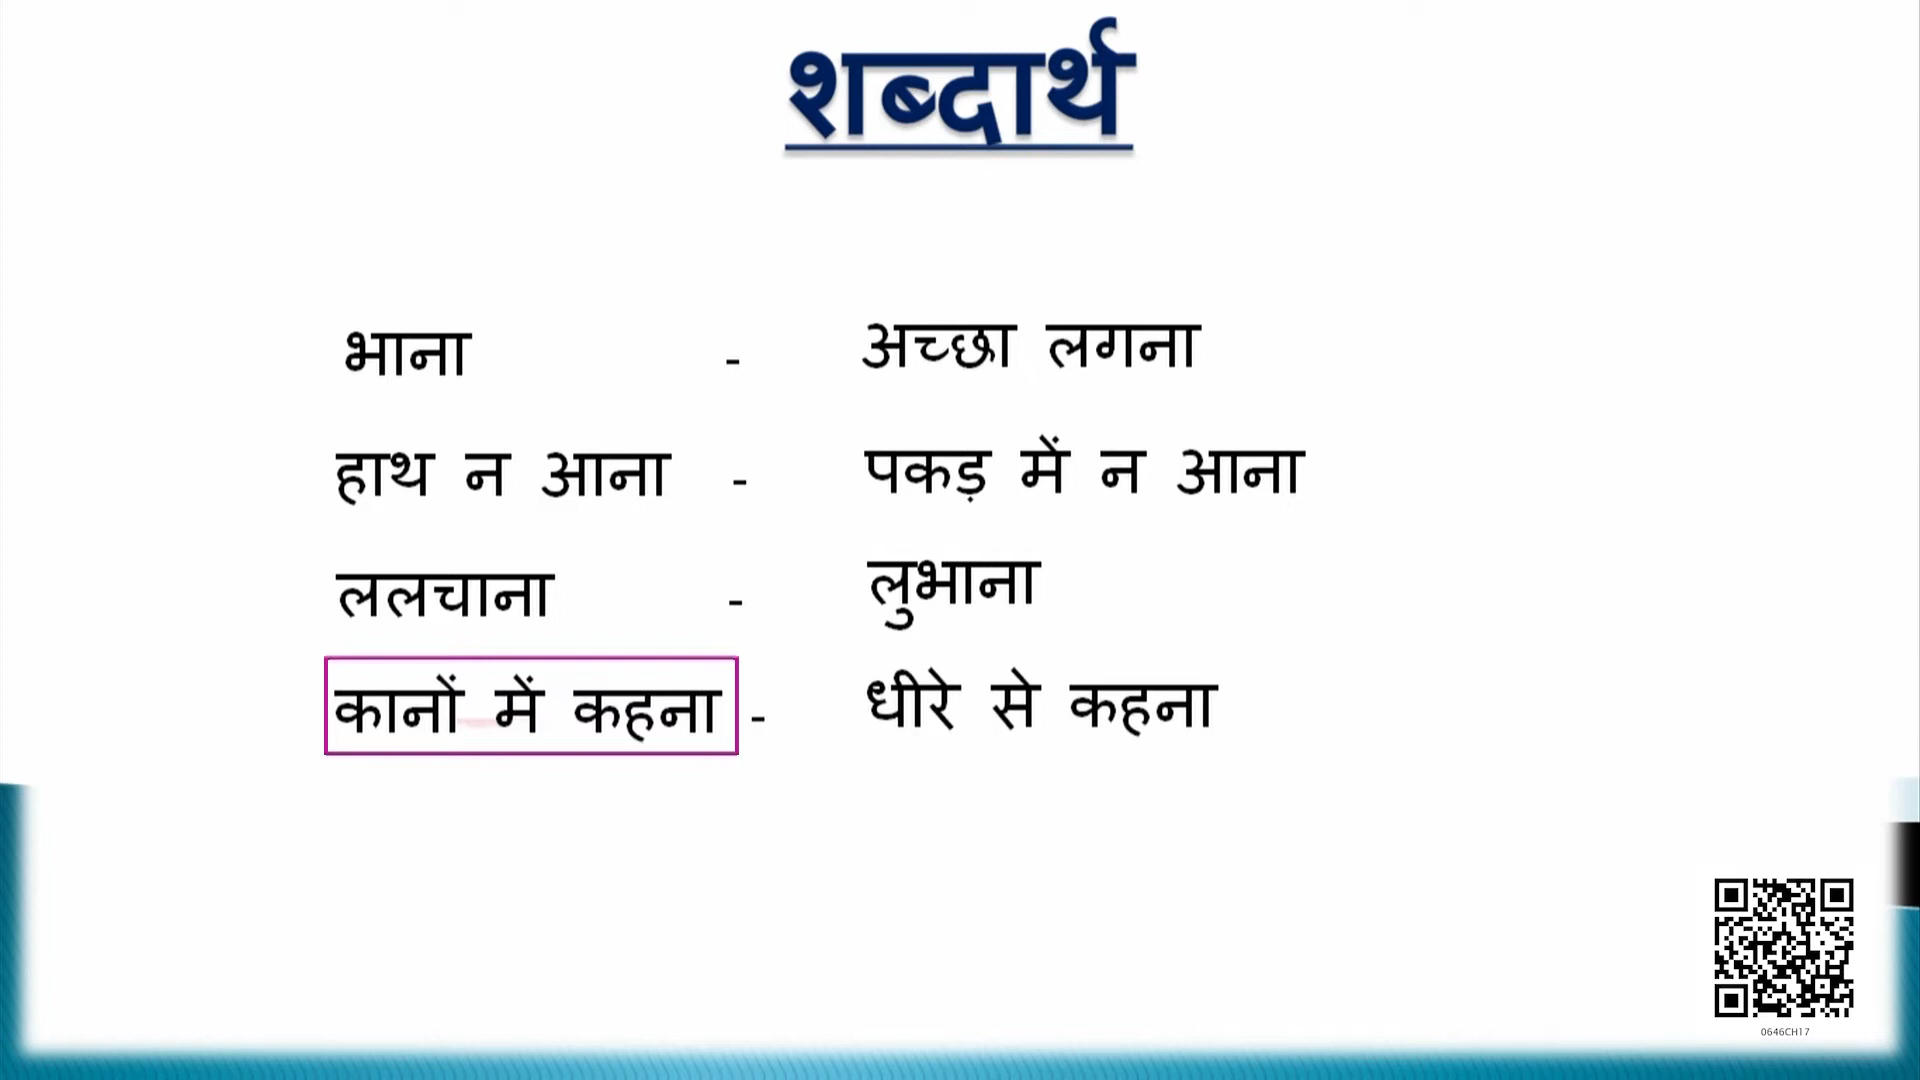 शब्दार्थ
भाना - अच्छा लगना
हाथ न आना - पकड़ में न आना
ललचाना - लुभाना
कानों में कहना - धीरे से कहना
0646CH17